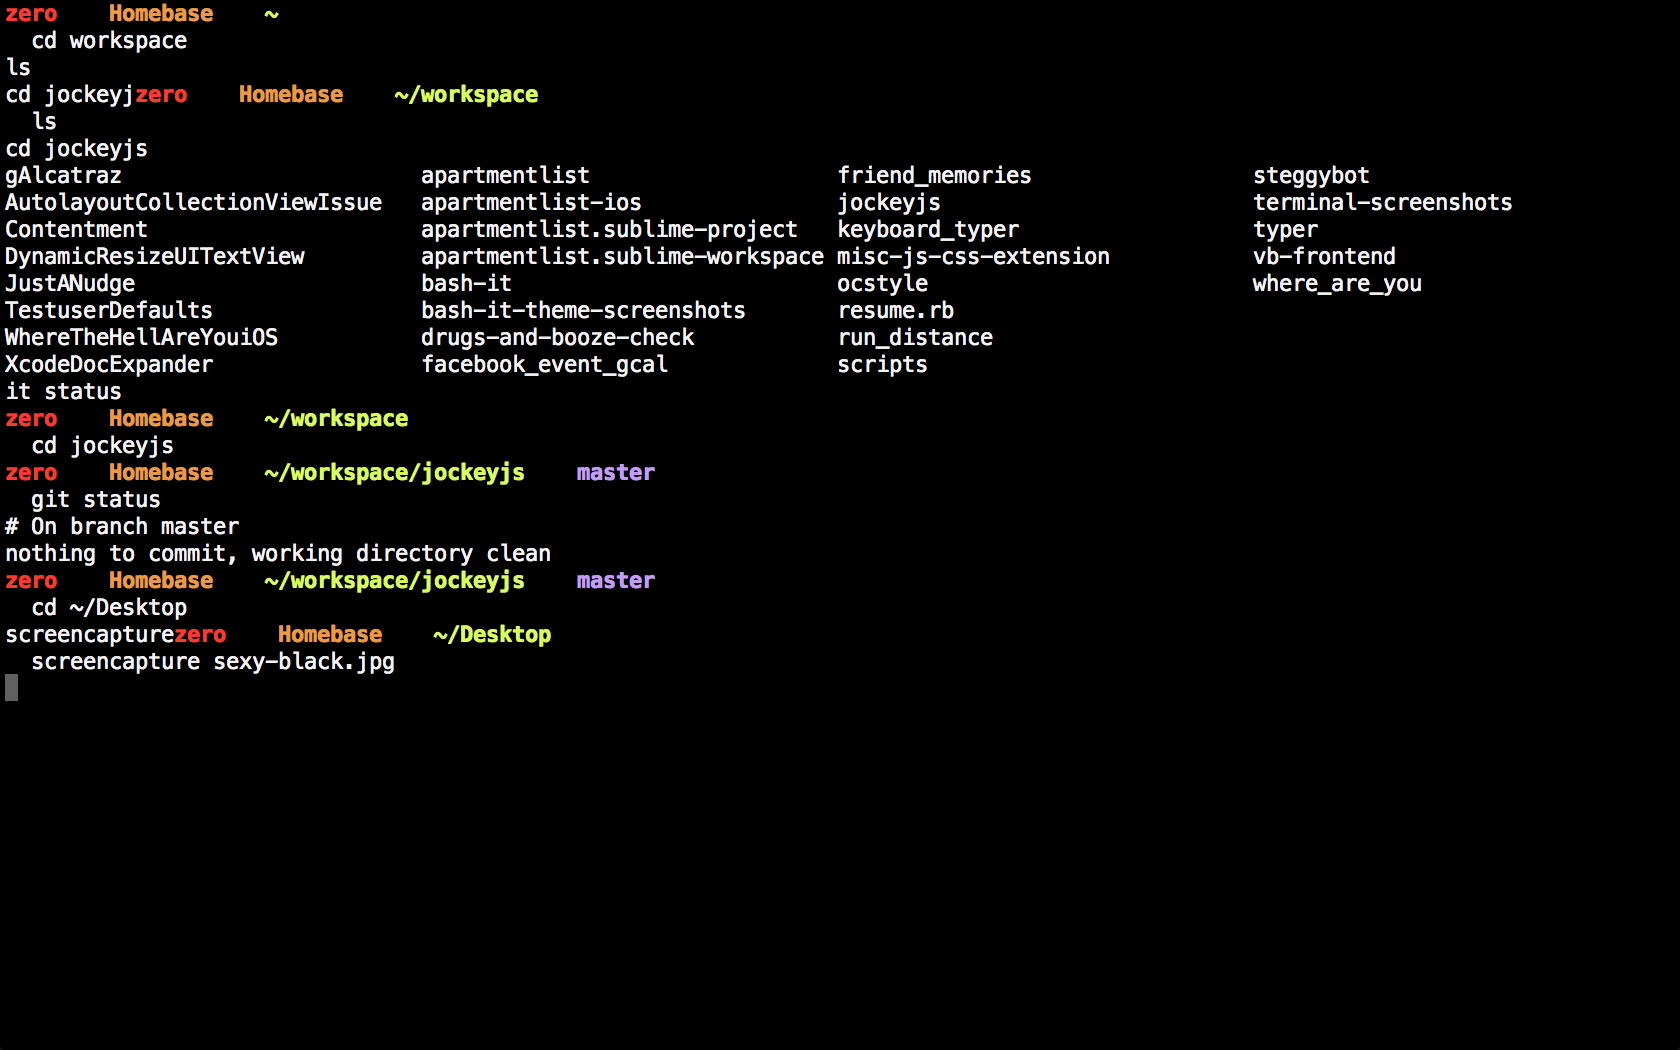 zero    Homebase    ~
  cd workspace
ls
cd jockeyjzero    Homebase    ~/workspace
  ls
cd jockeyjs
gAlcatraz                       apartmentlist                   friend_memories                 steggybot
AutolayoutCollectionViewIssue   apartmentlist-ios               jockeyjs                        terminal-screenshots
Contentment                     apartmentlist.sublime-project   keyboard_typer                  typer
DynamicResizeUITextView         apartmentlist.sublime-workspace misc-js-css-extension           vb-frontend
JustANudge                      bash-it                         ocstyle                         where_are_you
TestuserDefaults                bash-it-theme-screenshots       resume.rb
WhereTheHellAreYouiOS           drugs-and-booze-check           run_distance
XcodeDocExpander                facebook_event_gcal             scripts
it status
zero    Homebase    ~/workspace
  cd jockeyjs
zero    Homebase    ~/workspace/jockeyjs    master
  git status
# On branch master
nothing to commit, working directory clean
zero    Homebase    ~/workspace/jockeyjs    master
  cd ~/Desktop
screencapturezero    Homebase    ~/Desktop
  screencapture sexy-black.jpg